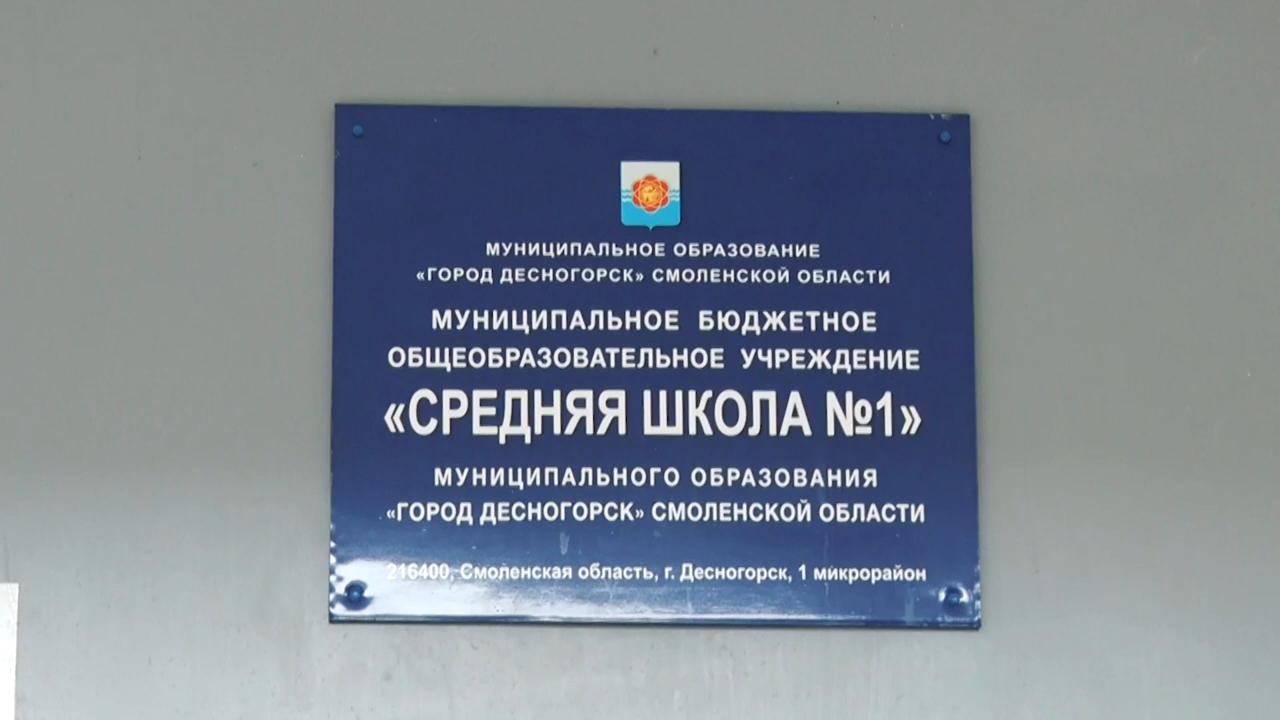 МУНИЦИПАЛЬНОЕ ОБРАЗОВАНИЕ
«ГОРОД ДЕСНОГОРСК» СМОЛЕНСКОЙ ОБЛАСТИ
МУНИЦИПАЛЬНОЕ БЮДЖЕТНОЕ
ОБЩЕОБРАЗОВАТЕЛЬНОЕ УЧРЕЖДЕНИЕ
«СРЕДНЯЯ ШКОЛА №1»
МУНИЦИПАЛЬНОГО ОБРАЗОВАНИЯ
«ГОРОД ДЕСНОГОРСК» СМОЛЕНСКОЙ ОБЛАСТИ
216400, Смоленская область, г. Десногорск, 1 микрорайон